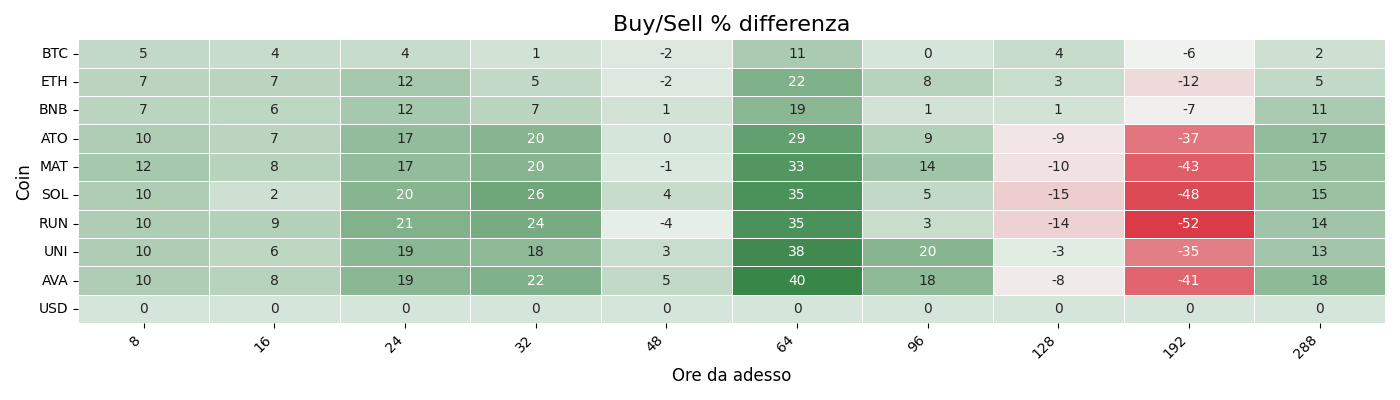 Buy/Sell % differenza
Coin
BTC 5 4 4 1 -2 11 0 4 -6 2
ETH 7 7 12 5 -2 22 8 3 -12 5
BNB 7 6 12 7 1 19 1 1 -7 11
ATO 10 7 17 20 0 29 9 -9 -37 17
MAT 12 8 17 20 -1 33 14 -10 -43 15
SOL 10 2 20 26 4 35 5 -15 -48 15
RUN 10 9 21 24 -4 35 3 -14 -52 14
UNI 10 6 19 18 3 38 20 -3 -35 13
AVA 10 8 19 22 5 40 18 -8 -41 18
USD 0 0 0 0 0 0 0 0 0 0
8 16 24 32 48 64 96 128 192 288
Ore da adesso